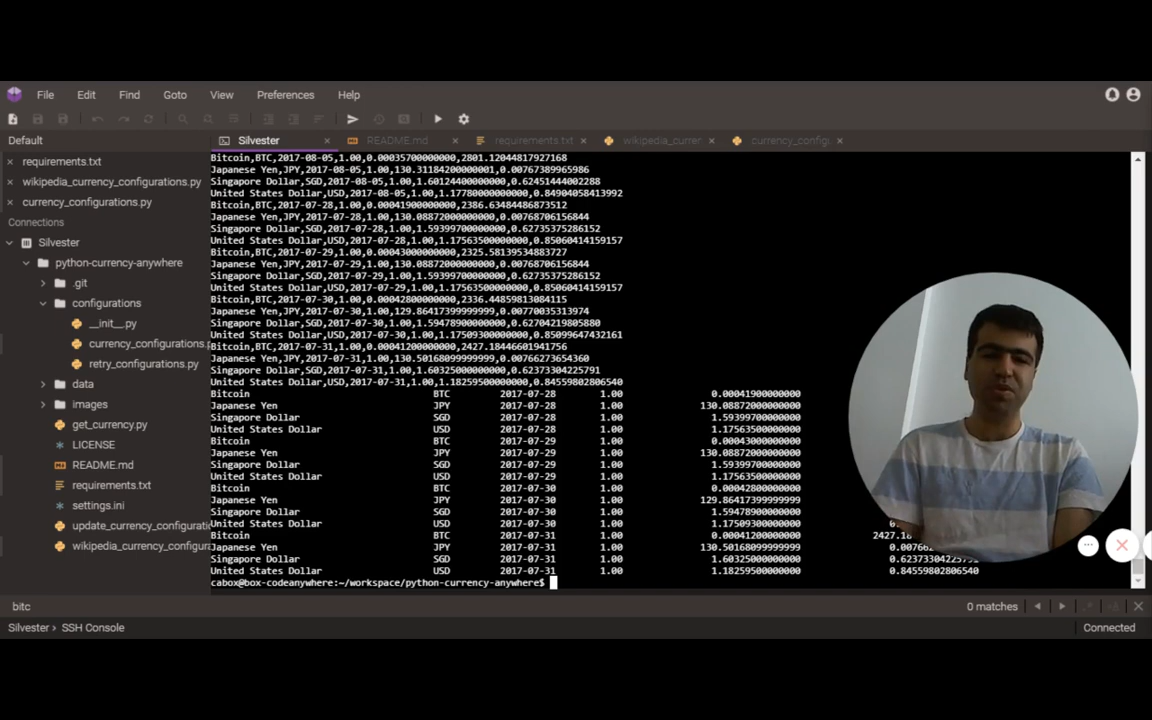 File Edit Find Goto View Preferences Help
Default
Silvester × README.md × requirements.txt × wikipedia_currer × currency_config ×
× requirements.txt
× wikipedia_currency_configurations.py
× currency_configurations.py
Connections
Silvester
python-currency-anywhere
.git
configurations
__init__.py
currency_configurations.p
retry_configurations.py
data
images
get_currency.py
LICENSE
README.md
requirements.txt
settings.ini
update_currency_configuratio
wikipedia_currency_configura
Bitcoin,BTC,2017-08-05,1.00,0.00035700000000,2801.12044817927168
Japanese Yen,JPY,2017-08-05,1.00,130.31184200000001,0.00767389965986
Singapore Dollar,SGD,2017-08-05,1.00,1.60124400000000,0.62451444002288
United States Dollar,USD,2017-08-05,1.00,1.17780000000000,0.84904058413992
Bitcoin,BTC,2017-07-28,1.00,0.00041900000000,2386.63484486873512
Japanese Yen,JPY,2017-07-28,1.00,130.08872000000000,0.00768706156844
Singapore Dollar,SGD,2017-07-28,1.00,1.59399700000000,0.62735375286152
United States Dollar,USD,2017-07-28,1.00,1.17563500000000,0.85060414159157
Bitcoin,BTC,2017-07-29,1.00,0.00043000000000,2325.58139534883727
Japanese Yen,JPY,2017-07-29,1.00,130.08872000000000,0.00768706156844
Singapore Dollar,SGD,2017-07-29,1.00,1.59399700000000,0.62735375286152
United States Dollar,USD,2017-07-29,1.00,1.17563500000000,0.85060414159157
Bitcoin,BTC,2017-07-30,1.00,0.00042800000000,2336.44859813084115
Japanese Yen,JPY,2017-07-30,1.00,129.86417399999999,0.00770035313974
Singapore Dollar,SGD,2017-07-30,1.00,1.59478900000000,0.62704219805880
United States Dollar,USD,2017-07-30,1.00,1.17509300000000,0.85099647432161
Bitcoin,BTC,2017-07-31,1.00,0.00041200000000,2427.18446601941756
Japanese Yen,JPY,2017-07-31,1.00,130.50168099999999,0.00766273654360
Singapore Dollar,SGD,2017-07-31,1.00,1.60325000000000,0.62373304225791
United States Dollar,USD,2017-07-31,1.00,1.18259500000000,0.84559802806540
Bitcoin BTC 2017-07-28 1.00 0.00041900000000
Japanese Yen JPY 2017-07-28 1.00 130.08872000000000
Singapore Dollar SGD 2017-07-28 1.00 1.59399700000000
United States Dollar USD 2017-07-28 1.00 1.17563500000000
Bitcoin BTC 2017-07-29 1.00 0.00043000000000
Japanese Yen JPY 2017-07-29 1.00 130.08872000000000
Singapore Dollar SGD 2017-07-29 1.00 1.59399700000000
United States Dollar USD 2017-07-29 1.00 1.17563500000000
Bitcoin BTC 2017-07-30 1.00 0.00042800000000
Japanese Yen JPY 2017-07-30 1.00 129.86417399999999
Singapore Dollar SGD 2017-07-30 1.00 1.59478900000000
United States Dollar USD 2017-07-30 1.00 1.17509300000000
Bitcoin BTC 2017-07-31 1.00 0.00041200000000 2427.18
Japanese Yen JPY 2017-07-31 1.00 130.50168099999999 0.00766
Singapore Dollar SGD 2017-07-31 1.00 1.60325000000000 0.62373304225791
United States Dollar USD 2017-07-31 1.00 1.18259500000000 0.84559802806540
cabox@box-codeanywhere:~/workspace/python-currency-anywhere$
bitc 0 matches
Silvester › SSH Console Connected